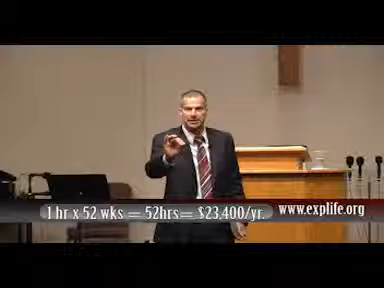 1 hr x 52 wks = 52hrs= $23,400/yr. www.explife.org